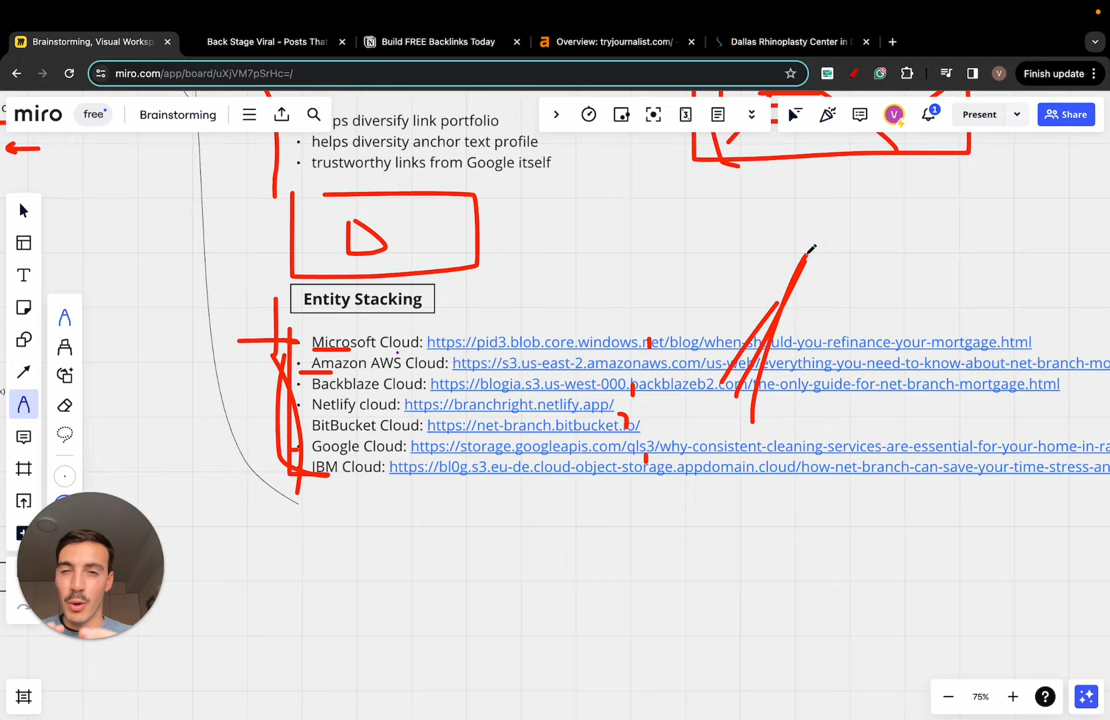 Brainstorming, Visual Worksp
Back Stage Viral - Posts That
Build FREE Backlinks Today
Overview: tryjournalist.com/
Dallas Rhinoplasty Center in D
miro.com/app/board/uXjVM7pSrHc=/
V
Finish update
miro
free
Brainstorming
3
V
1
Present
Share
helps diversify link portfolio
helps diversity anchor text profile
trustworthy links from Google itself
Entity Stacking
Microsoft Cloud: https://pid3.blob.core.windows.net/blog/when-should-you-refinance-your-mortgage.html
Amazon AWS Cloud: https://s3.us-east-2.amazonaws.com/us-web/everything-you-need-to-know-about-net-branch-mo
Backblaze Cloud: https://blogia.s3.us-west-000.backblazeb2.com/the-only-guide-for-net-branch-mortgage.html
Netlify cloud: https://branchright.netlify.app/
BitBucket Cloud: https://net-branch.bitbucket.io/
Google Cloud: https://storage.googleapis.com/qls3/why-consistent-cleaning-services-are-essential-for-your-home-in-ra
IBM Cloud: https://bl0g.s3.eu-de.cloud-object-storage.appdomain.cloud/how-net-branch-can-save-your-time-stress-an
75%